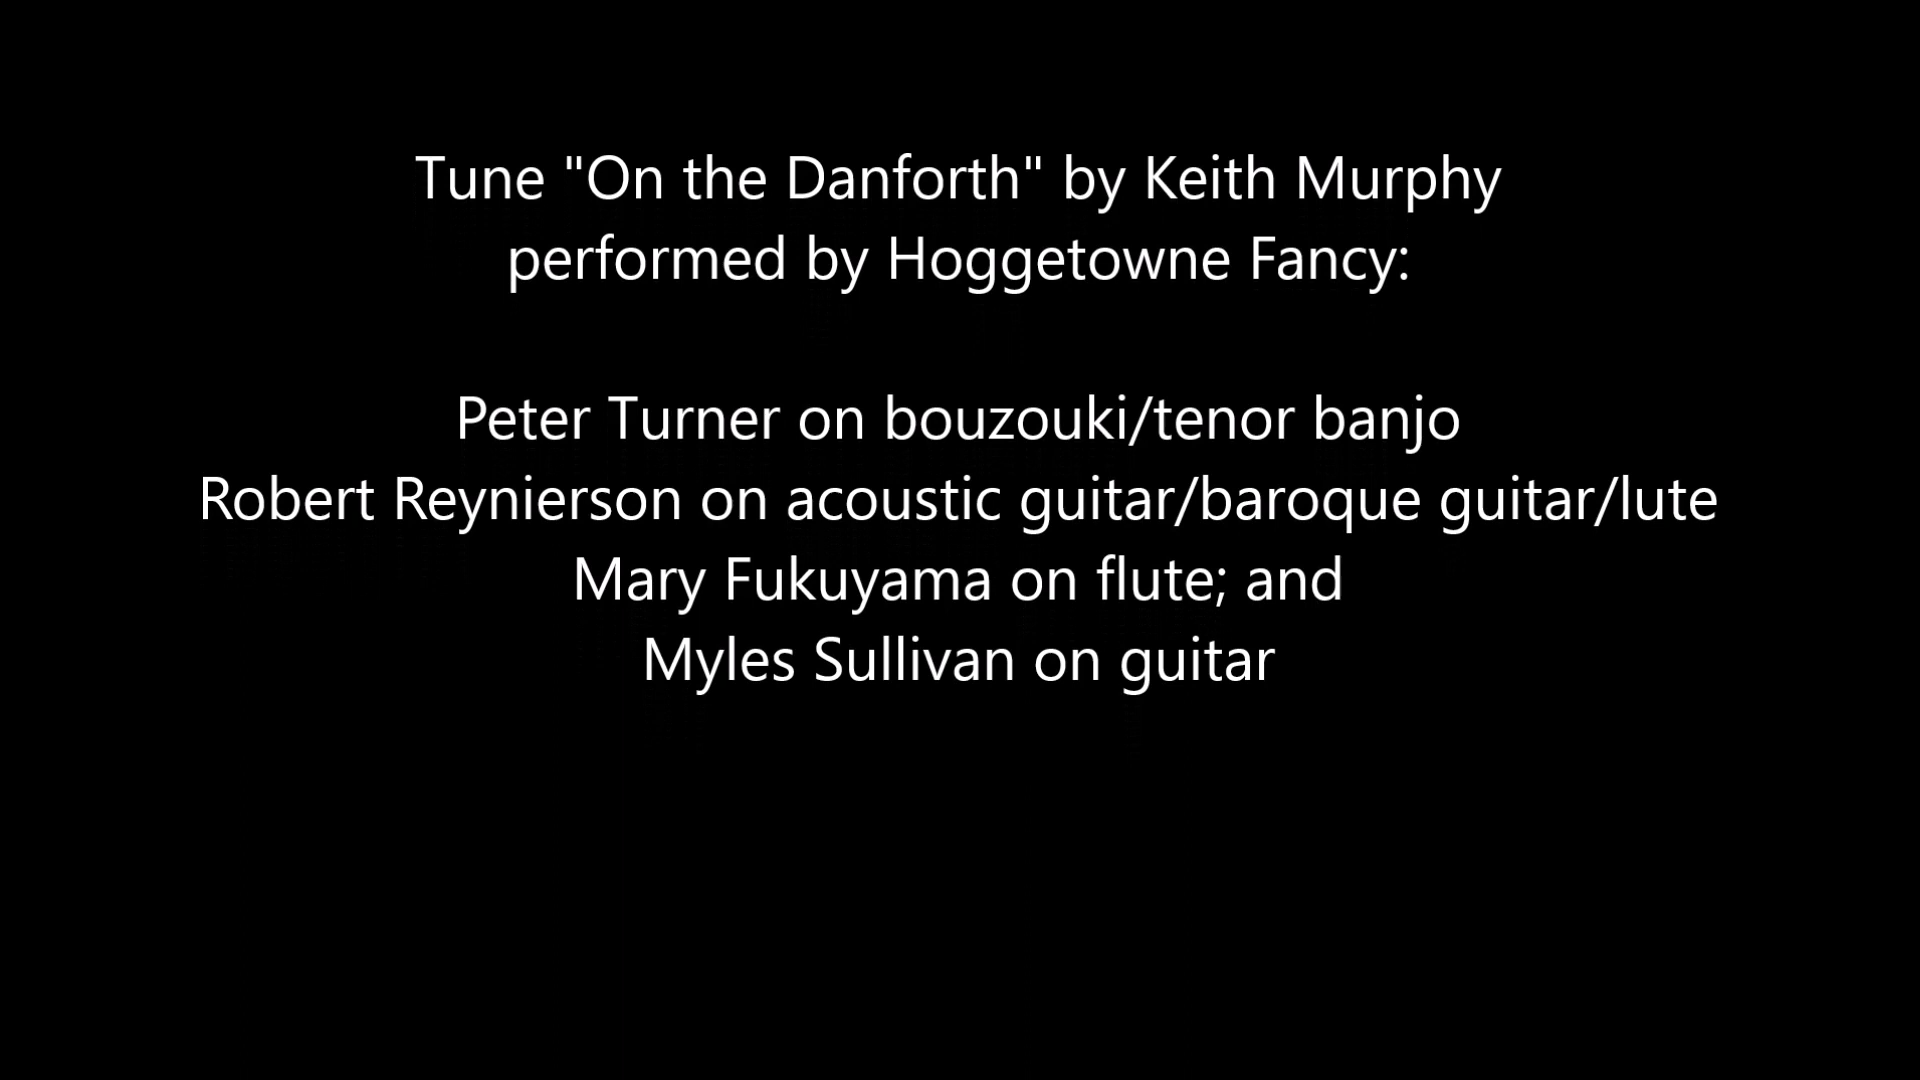 Tune "On the Danforth" by Keith Murphy
performed by Hoggetowne Fancy:
Peter Turner on bouzouki/tenor banjo
Robert Reynierson on acoustic guitar/baroque guitar/lute
Mary Fukuyama on flute; and
Myles Sullivan on guitar